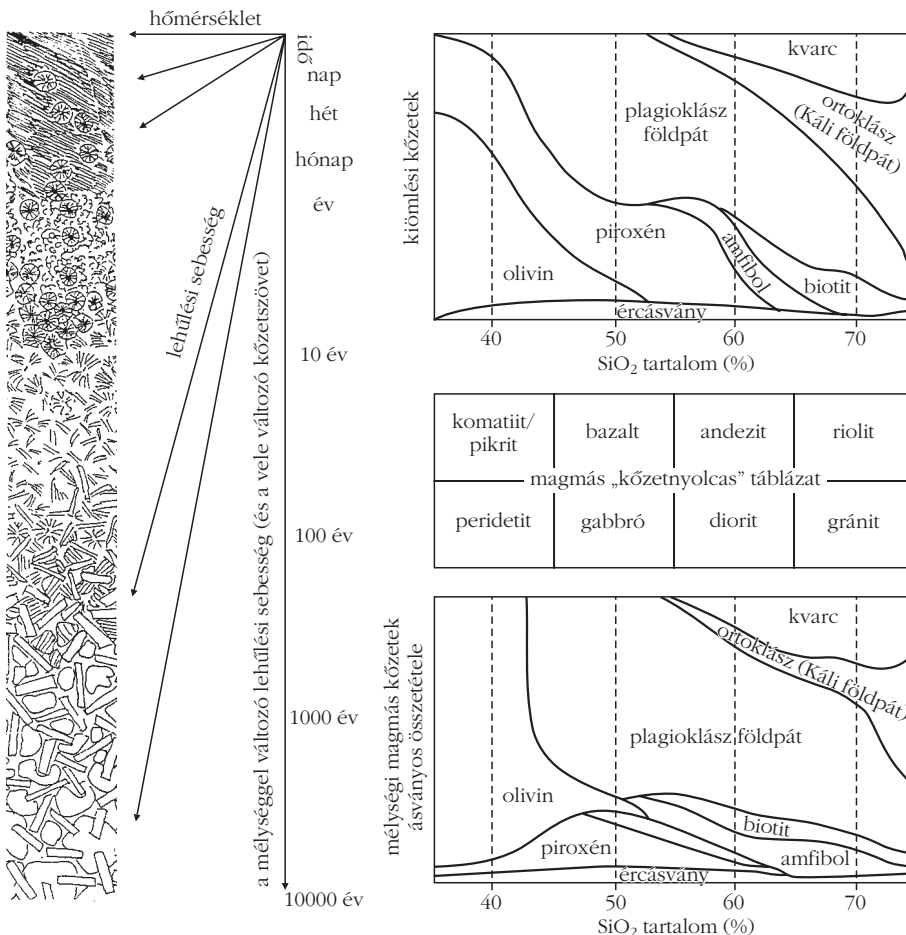 hőmérséklet
idő
nap
hét
hónap
év
10 év
100 év
1000 év
10000 év
lehűlési sebesség
a mélységgel változó lehűlési sebesség (és a vele változó kőzetszövet)
kiömlési kőzetek
kvarc
ortoklász
(Káli földpát)
plagioklász
földpát
piroxén
amfibol
biotit
olivin
ércásvány
40
50
60
70
SiO₂ tartalom (%)
komatiit/
pikrit
bazalt
andezit
riolit
magmás „kőzetnyolcas” táblázat
peridetit
gabbró
diorit
gránit
mélységi magmás kőzetek
ásványos összetétele
kvarc
ortoklász (Káli földpát)
plagioklász földpát
olivin
biotit
piroxén
amfibol
ércásvány
40
50
60
70
SiO₂ tartalom (%)